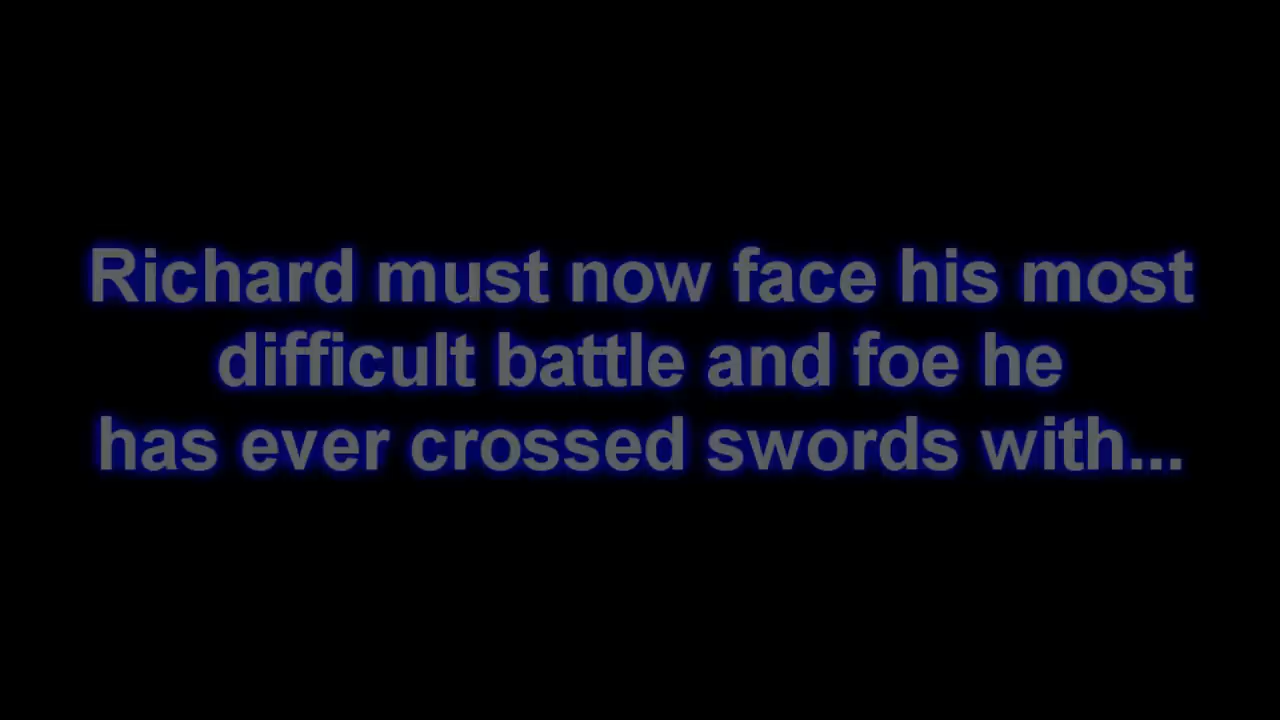 Richard must now face his most
difficult battle and foe he
has ever crossed swords with...